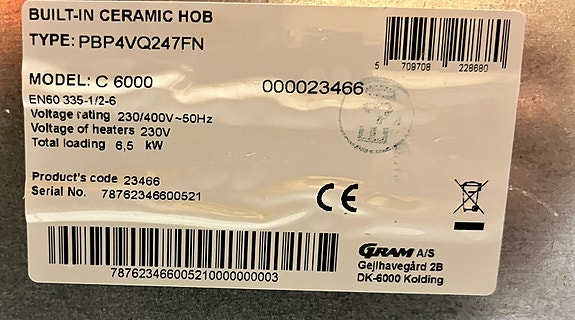 BUILT-IN CERAMIC HOB
TYPE: PBP4VQ247FN
5 709708 228680
MODEL: C 6000
000023466
EN60 335-1/2-6
Voltage rating 230/400V~50Hz
Voltage of heaters 230V
Total loading 6,5 kW
E30
Product's code 23466
Serial No. 78762346600521
CE
GRAM A/S
Gejlhavegård 2B
DK-6000 Kolding
787623466005210000000003